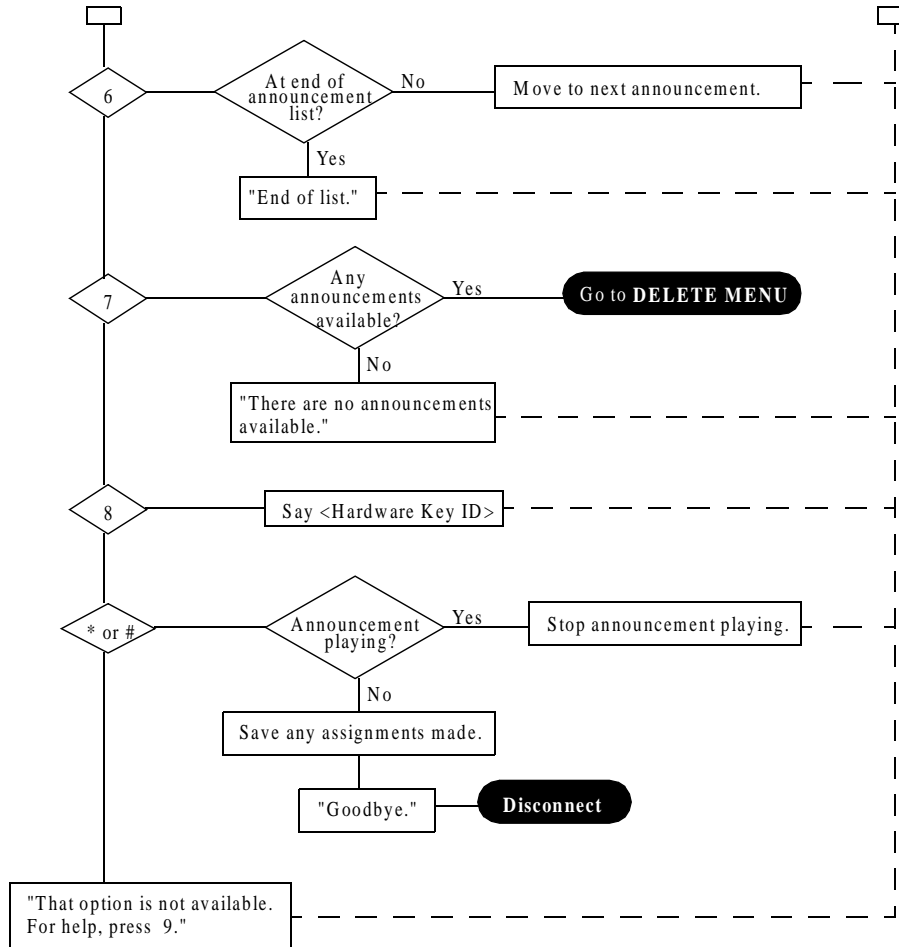 6
At end of
announcement
list?
No
Move to next announcement.
Yes
"End of list."
7
Any
announcements
available?
Yes
Go to DELETE MENU
No
"There are no announcements
available."
8
Say <Hardware Key ID>
* or #
Announcement
playing?
Yes
Stop announcement playing.
No
Save any assignments made.
"Goodbye."
Disconnect
"That option is not available.
For help, press 9."